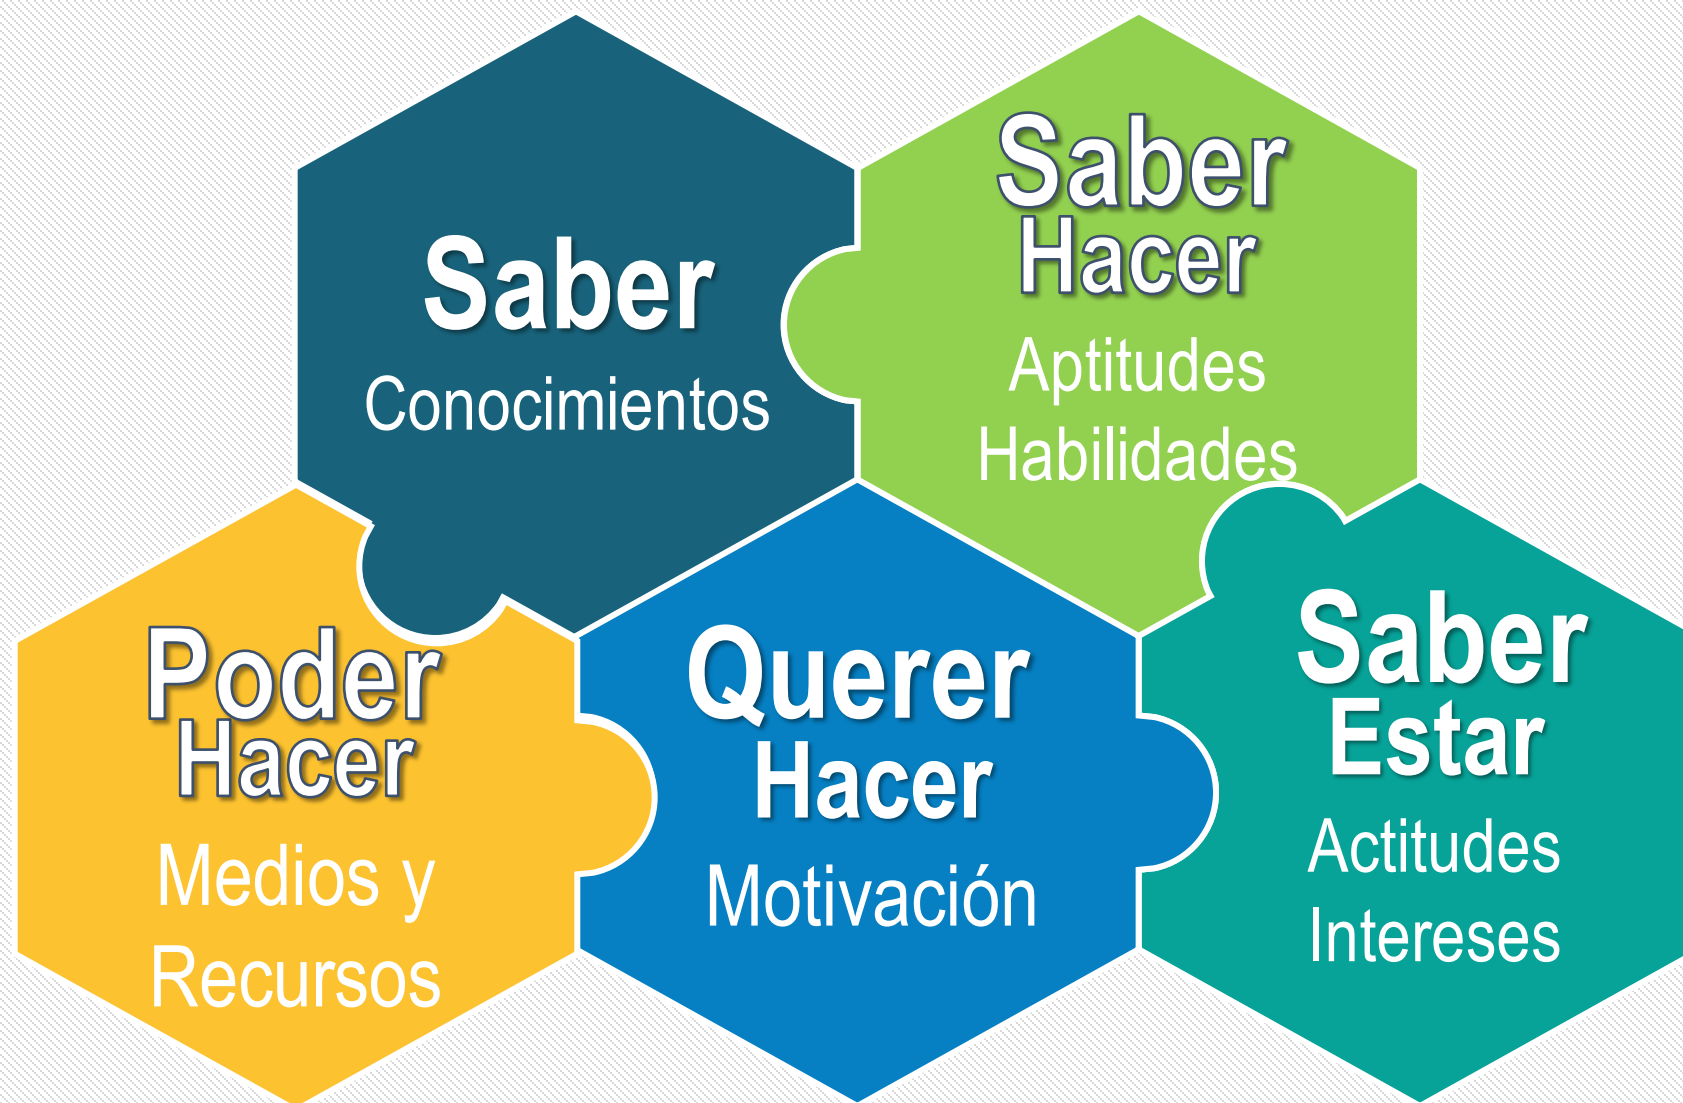 Saber
Conocimientos
Saber
Hacer
Aptitudes
Habilidades
Poder
Hacer
Medios y
Recursos
Querer
Hacer
Motivación
Saber
Estar
Actitudes
Intereses